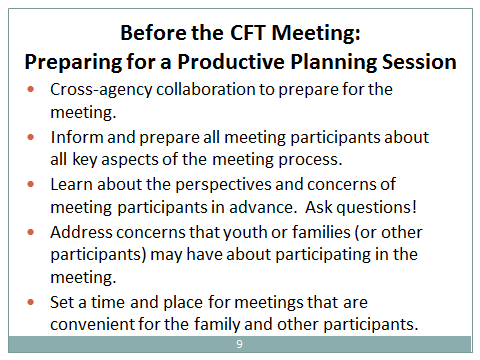 Before the CFT Meeting:
Preparing for a Productive Planning Session
• Cross-agency collaboration to prepare for the
meeting.
• Inform and prepare all meeting participants about
all key aspects of the meeting process.
• Learn about the perspectives and concerns of
meeting participants in advance.  Ask questions!
• Address concerns that youth or families (or other
participants) may have about participating in the
meeting.
• Set a time and place for meetings that are
convenient for the family and other participants.
9